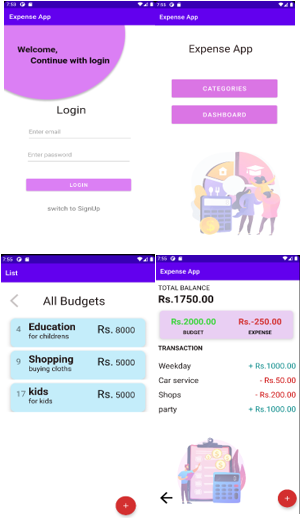 7:53
Expense App
Welcome,
Continue with login
Login
Enter email
Enter password
LOGIN
switch to SignUp
7:51
Expense App
Expense App
CATEGORIES
DASHBOARD
7:55
List
All Budgets
4 Education Rs. 8000
for childrens
9 Shopping Rs. 5000
buying cloths
17 kids Rs. 5000
for kids
+
7:56
Expense App
TOTAL BALANCE
Rs.1750.00
Rs.2000.00 Rs.-250.00
BUDGET EXPENSE
TRANSACTION
Weekday + Rs.1000.00
Car service - Rs.50.00
Shops - Rs.200.00
party + Rs.1000.00
+